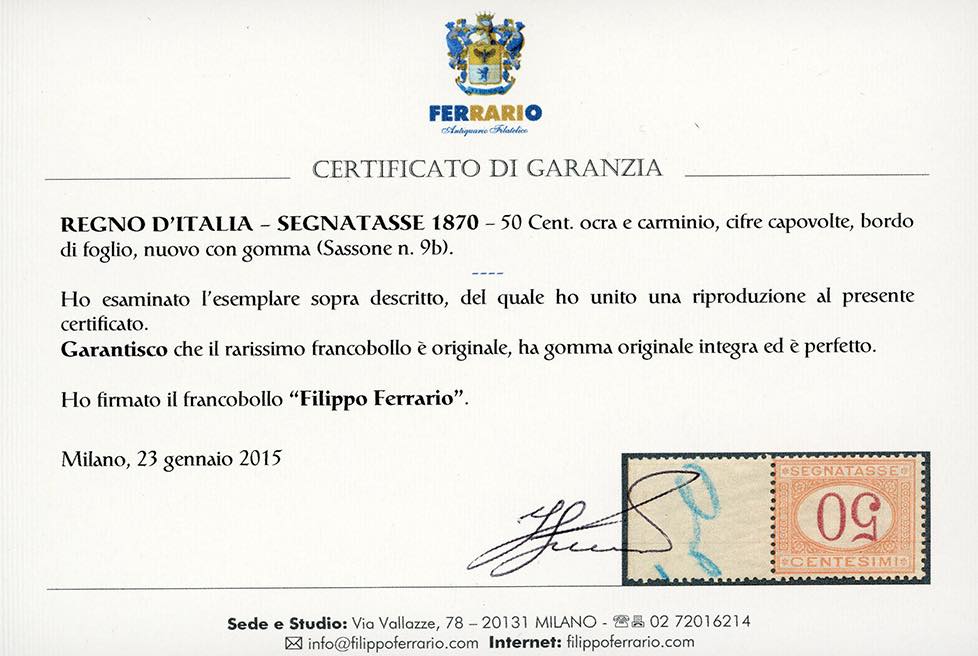 FERRARIO
Antiquario Filatelico
CERTIFICATO DI GARANZIA
REGNO D'ITALIA – SEGNATASSE 1870 – 50 Cent. ocra e carminio, cifre capovolte, bordo
di foglio, nuovo con gomma (Sassone n. 9b).
----
Ho esaminato l'esemplare sopra descritto, del quale ho unito una riproduzione al presente
certificato.
Garantisco che il rarissimo francobollo è originale, ha gomma originale integra ed è perfetto.
Ho firmato il francobollo "Filippo Ferrario".
Milano, 23 gennaio 2015
SEGNATASSE
50
CENTESIMI
Sede e Studio: Via Vallazze, 78 – 20131 MILANO - ☎ 02 72016214
✉ info@filippoferrario.com Internet: filippoferrario.com